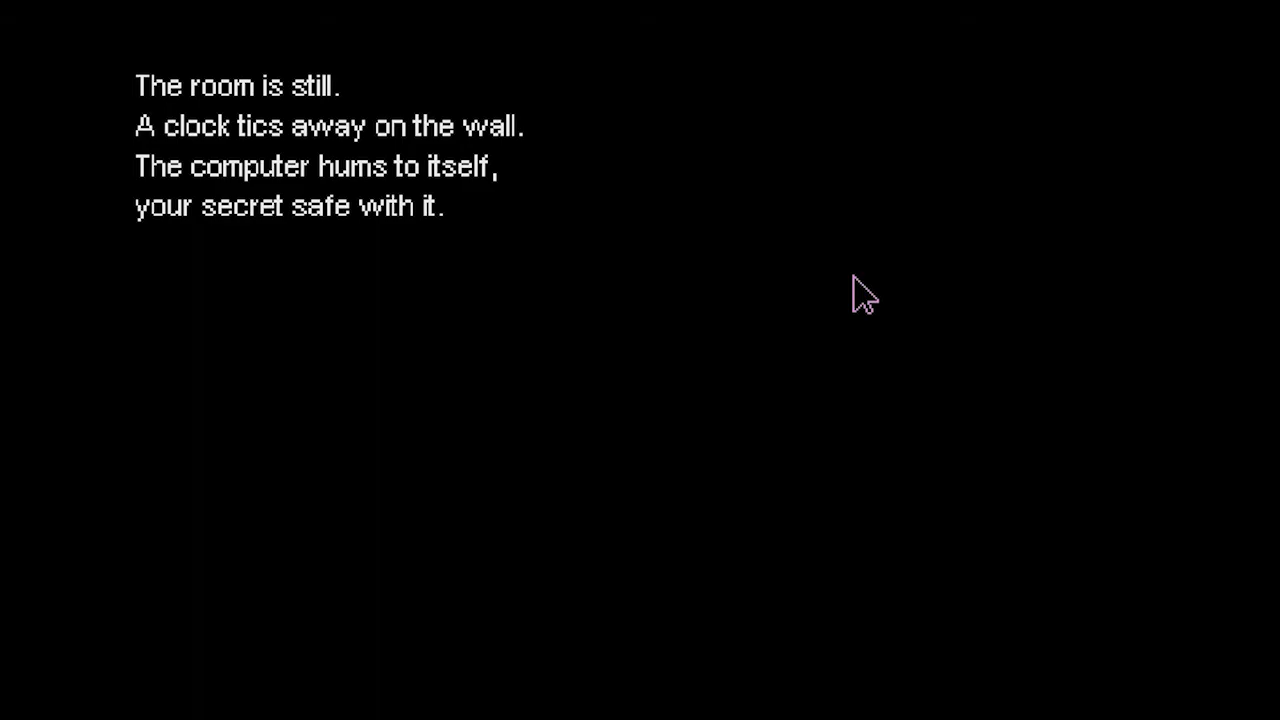 The room is still.
A clock tics away on the wall.
The computer hums to itself,
your secret safe with it.